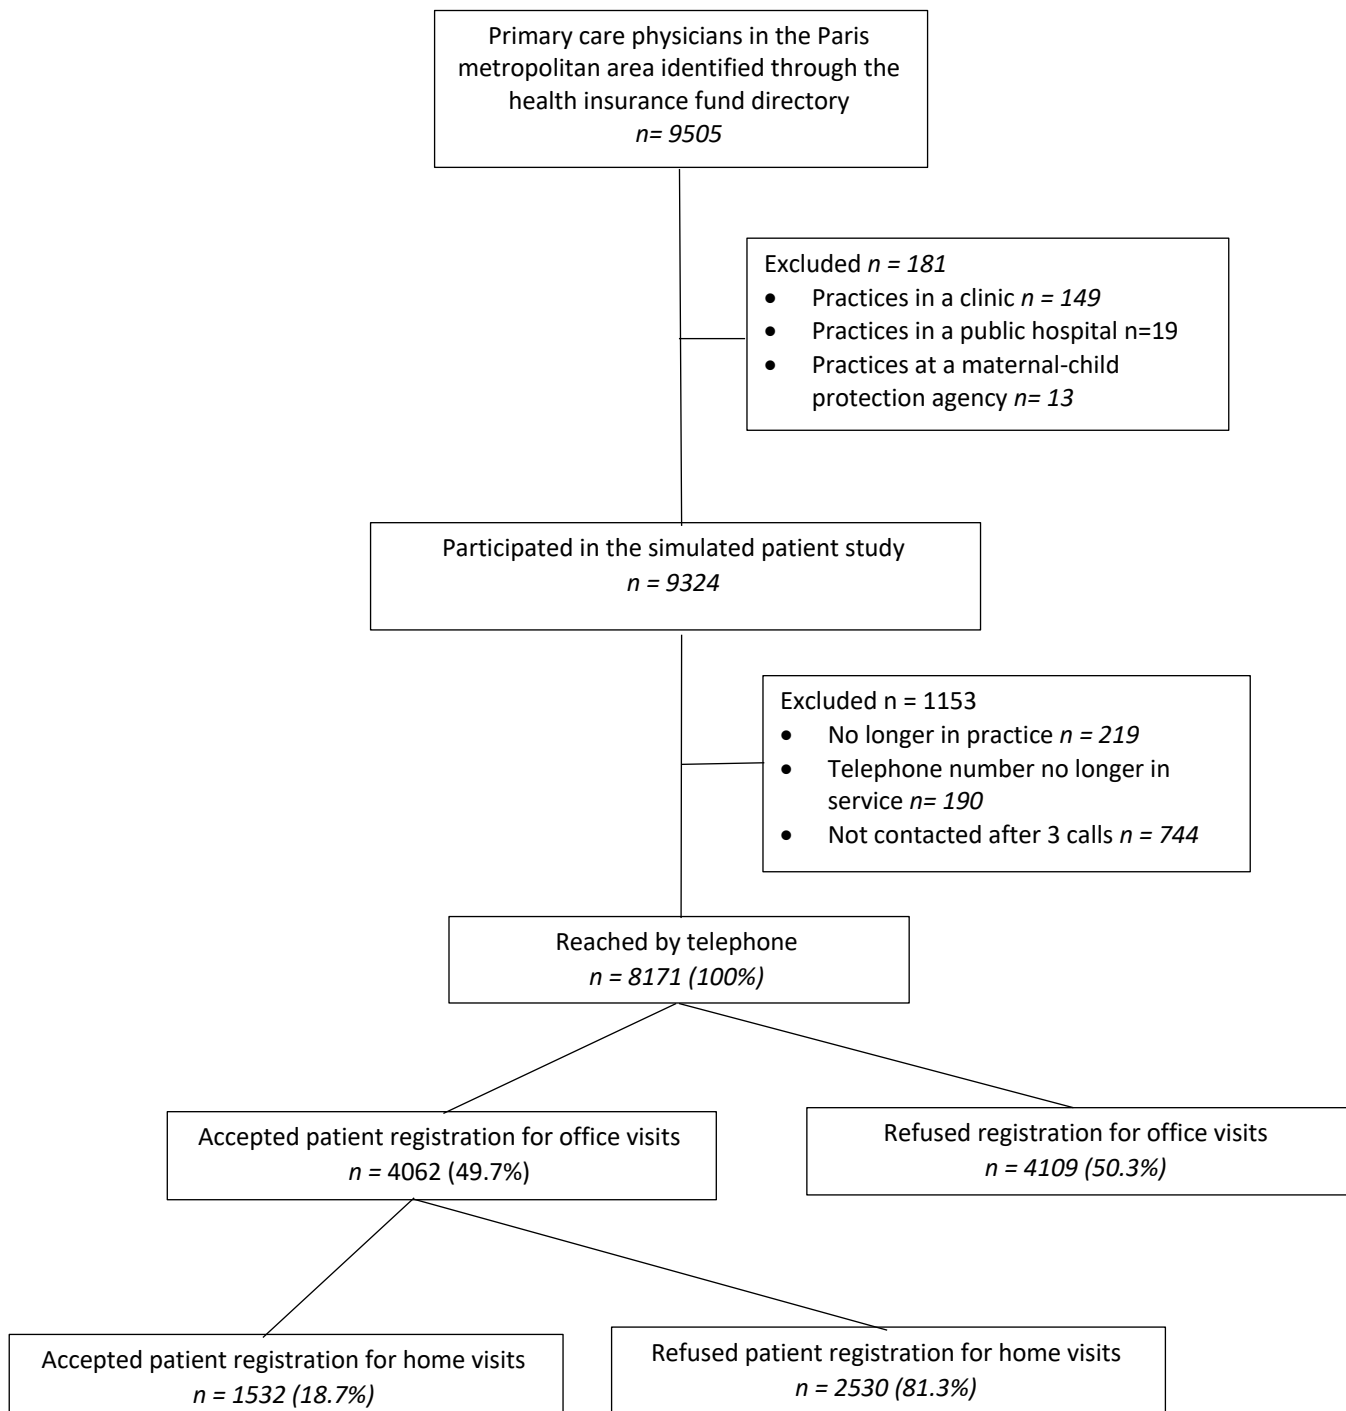 Primary care physicians in the Paris
metropolitan area identified through the
health insurance fund directory
n= 9505
Excluded n = 181
• Practices in a clinic n = 149
• Practices in a public hospital n=19
• Practices at a maternal-child
protection agency n= 13
Participated in the simulated patient study
n = 9324
Excluded n = 1153
• No longer in practice n = 219
• Telephone number no longer in
service n= 190
• Not contacted after 3 calls n = 744
Reached by telephone
n = 8171 (100%)
Accepted patient registration for office visits
n = 4062 (49.7%)
Refused registration for office visits
n = 4109 (50.3%)
Accepted patient registration for home visits
n = 1532 (18.7%)
Refused patient registration for home visits
n = 2530 (81.3%)